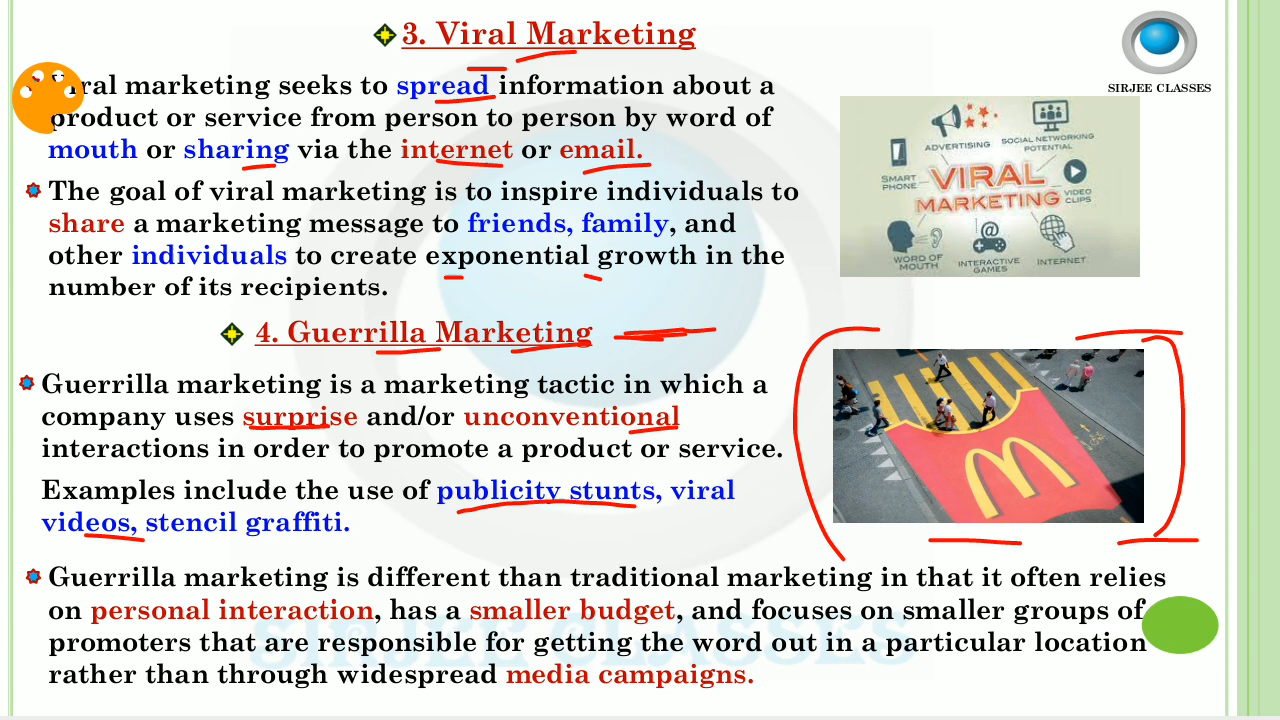 3. Viral Marketing
SIRJEE CLASSES
Viral marketing seeks to spread information about a
product or service from person to person by word of
mouth or sharing via the internet or email.
The goal of viral marketing is to inspire individuals to
share a marketing message to friends, family, and
other individuals to create exponential growth in the
number of its recipients.
ADVERTISING
SOCIAL NETWORKING
POTENTIAL
SMART
PHONE
VIRAL
MARKETING
VIDEO
CLIPS
WORD OF
MOUTH
INTERACTIVE
GAMES
INTERNET
4. Guerrilla Marketing
Guerrilla marketing is a marketing tactic in which a
company uses surprise and/or unconventional
interactions in order to promote a product or service.
Examples include the use of publicity stunts, viral
videos, stencil graffiti.
Guerrilla marketing is different than traditional marketing in that it often relies
on personal interaction, has a smaller budget, and focuses on smaller groups of
promoters that are responsible for getting the word out in a particular location
rather than through widespread media campaigns.
SIRJEE CLASSES